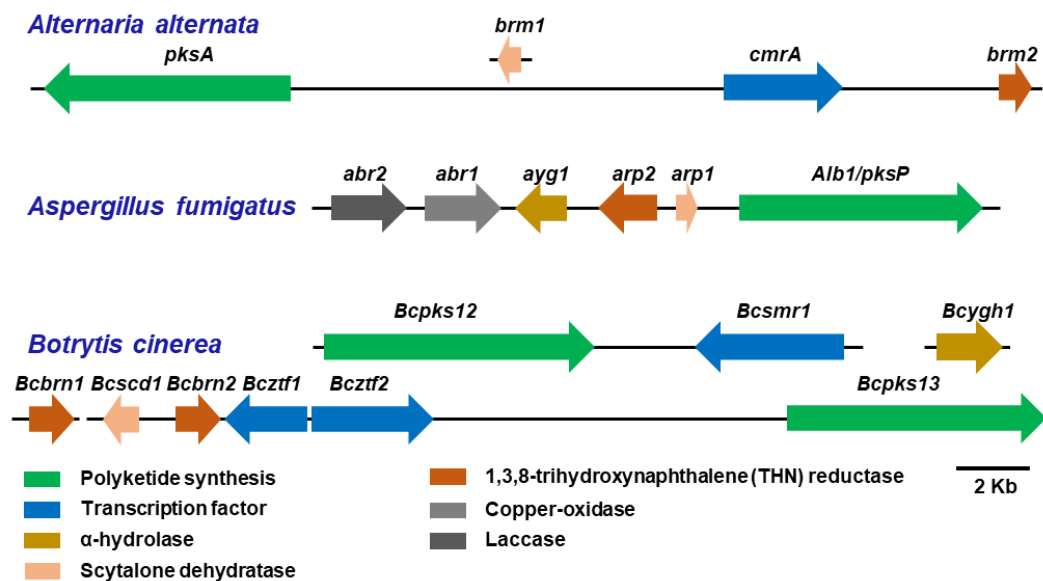 Alternaria alternata
brm1
pksA
cmrA
brm2
abr2 abr1 ayg1 arp2 arp1 Alb1/pksP
Aspergillus fumigatus
Bcpks12 Bcsmr1 Bcygh1
Botrytis cinerea
Bcbrn1 Bcscd1 Bcbrn2 Bcztf1 Bcztf2 Bcpks13
Polyketide synthesis
Transcription factor
α-hydrolase
Scytalone dehydratase
1,3,8-trihydroxynaphthalene (THN) reductase
Copper-oxidase
Laccase
2 Kb